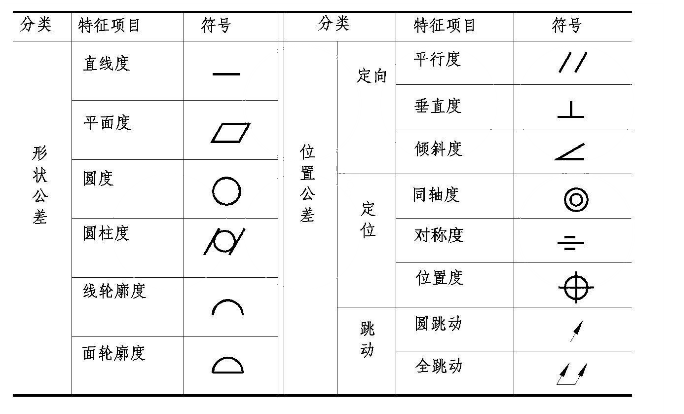 分类 特征项目 符号 分类 特征项目 符号
形状公差
直线度
平面度
圆度
圆柱度
线轮廓度
面轮廓度
位置公差
定向
平行度
垂直度
倾斜度
定位
同轴度
对称度
位置度
跳动
圆跳动
全跳动